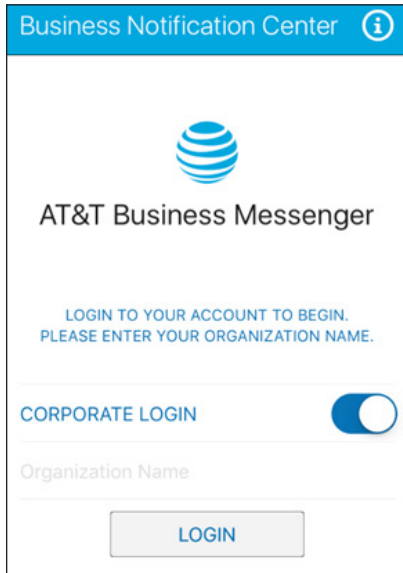 Business Notification Center
AT&T Business Messenger
LOGIN TO YOUR ACCOUNT TO BEGIN.
PLEASE ENTER YOUR ORGANIZATION NAME.
CORPORATE LOGIN
Organization Name
LOGIN